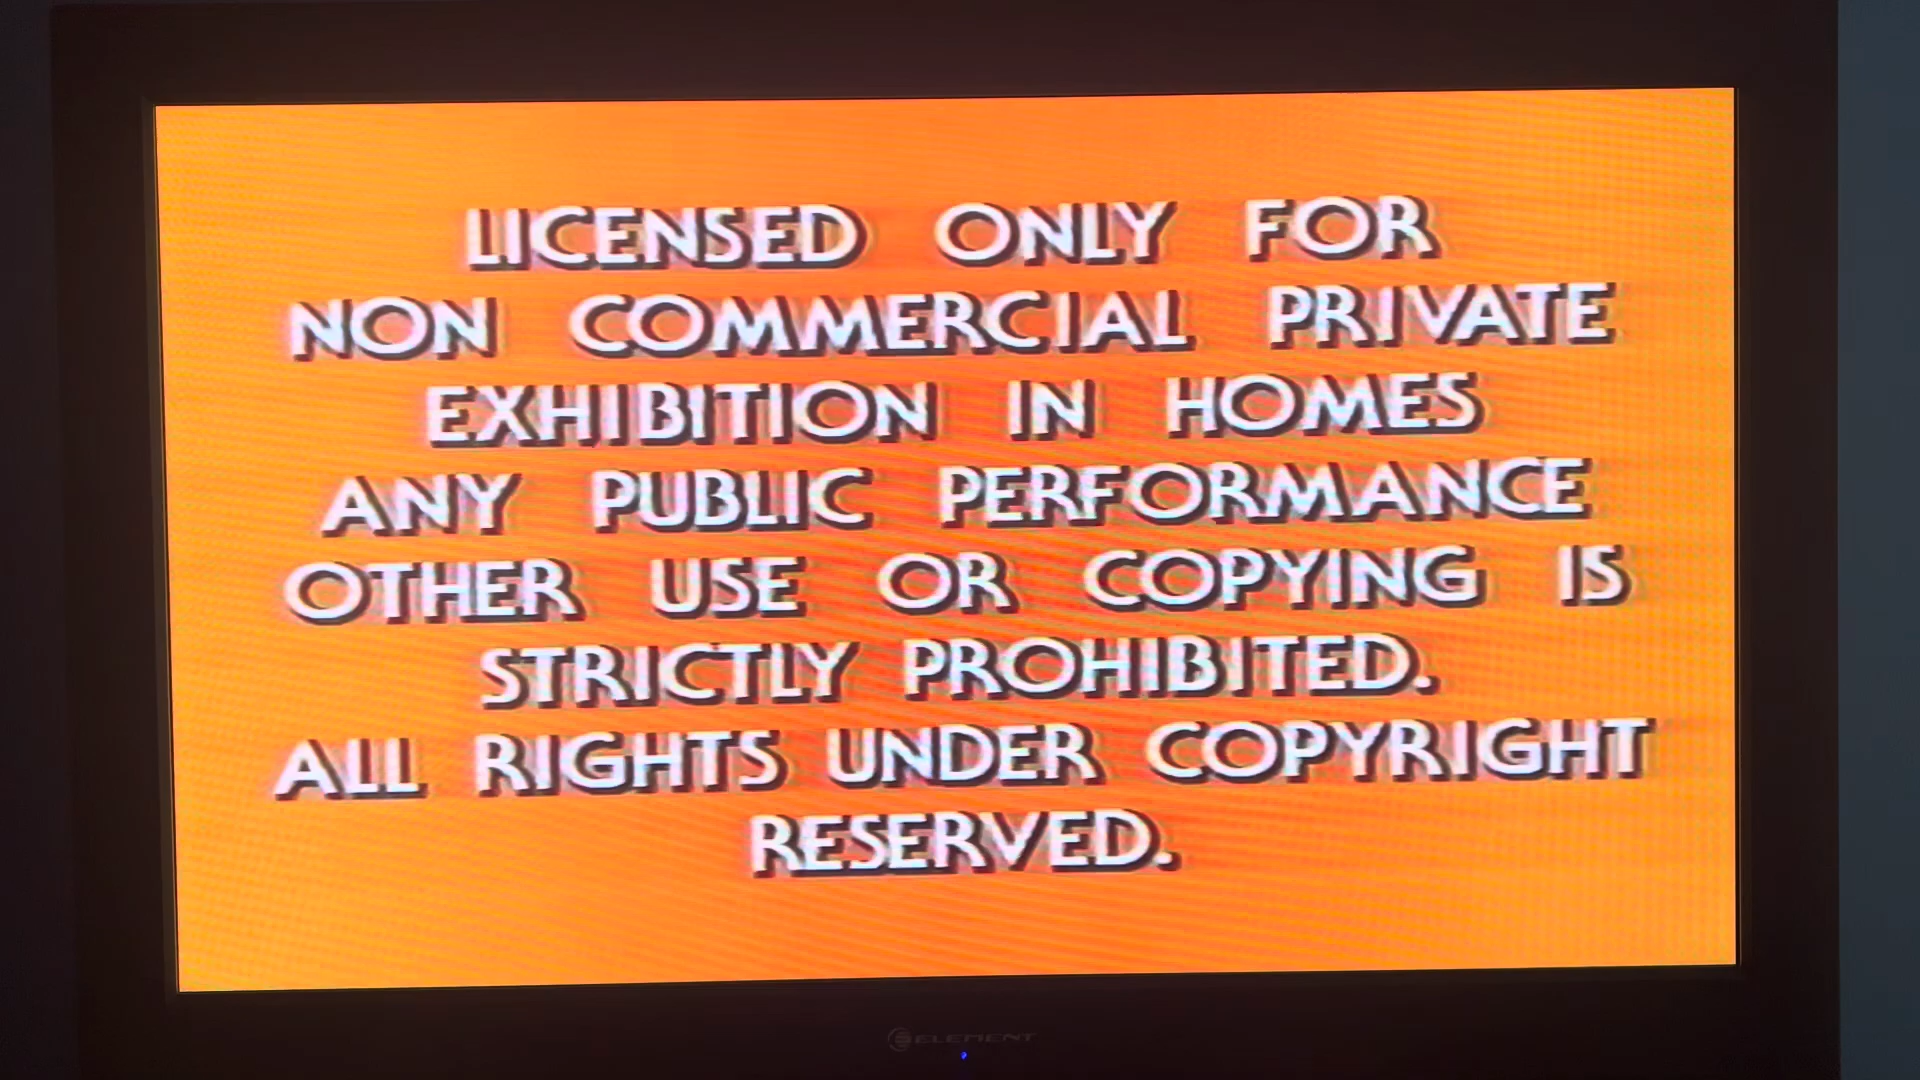 LICENSED ONLY FOR
NON COMMERCIAL PRIVATE
EXHIBITION IN HOMES
ANY PUBLIC PERFORMANCE
OTHER USE OR COPYING IS
STRICTLY PROHIBITED.
ALL RIGHTS UNDER COPYRIGHT
RESERVED.
ELEMENT